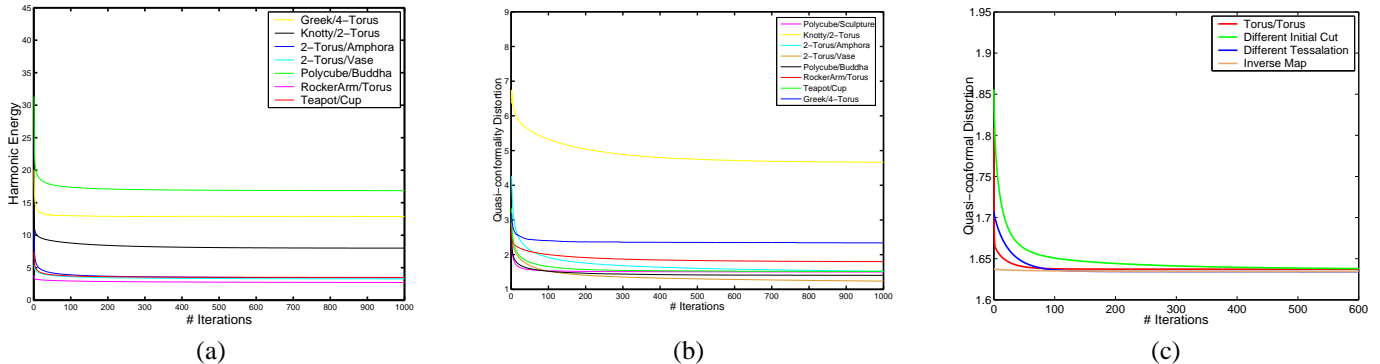 45
40
35
30
25
20
15
10
5
0
Harmonic Energy
Greek/4−Torus
Knotty/2−Torus
2−Torus/Amphora
2−Torus/Vase
Polycube/Buddha
RockerArm/Torus
Teapot/Cup
0 100 200 300 400 500 600 700 800 900 1000
# Iterations
(a)
9
8
7
6
5
4
3
2
1
Quasi−conformality Distortion
Polycube/Sculpture
Knotty/2−Torus
2−Torus/Amphora
2−Torus/Vase
Polycube/Buddha
RockerArm/Torus
Teapot/Cup
Greek/4−Torus
0 100 200 300 400 500 600 700 800 900 1000
# Iterations
(b)
1.95
1.9
1.85
1.8
1.75
1.7
1.65
1.6
Quasi−conformal Distortion
Torus/Torus
Different Initial Cut
Different Tessalation
Inverse Map
0 100 200 300 400 500 600
# Iterations
(c)